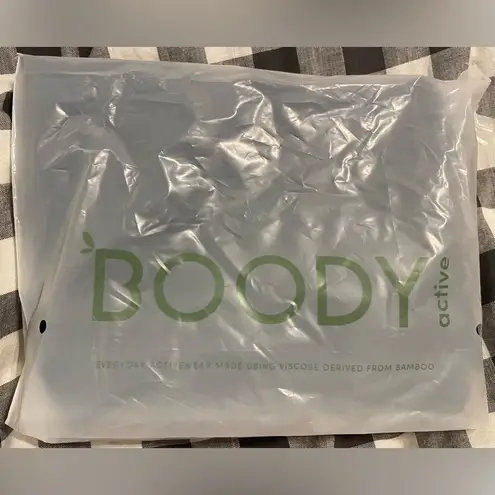 BOODY
active
EVERYDAY ACTIVEWEAR MADE USING VISCOSE DERIVED FROM BAMBOO